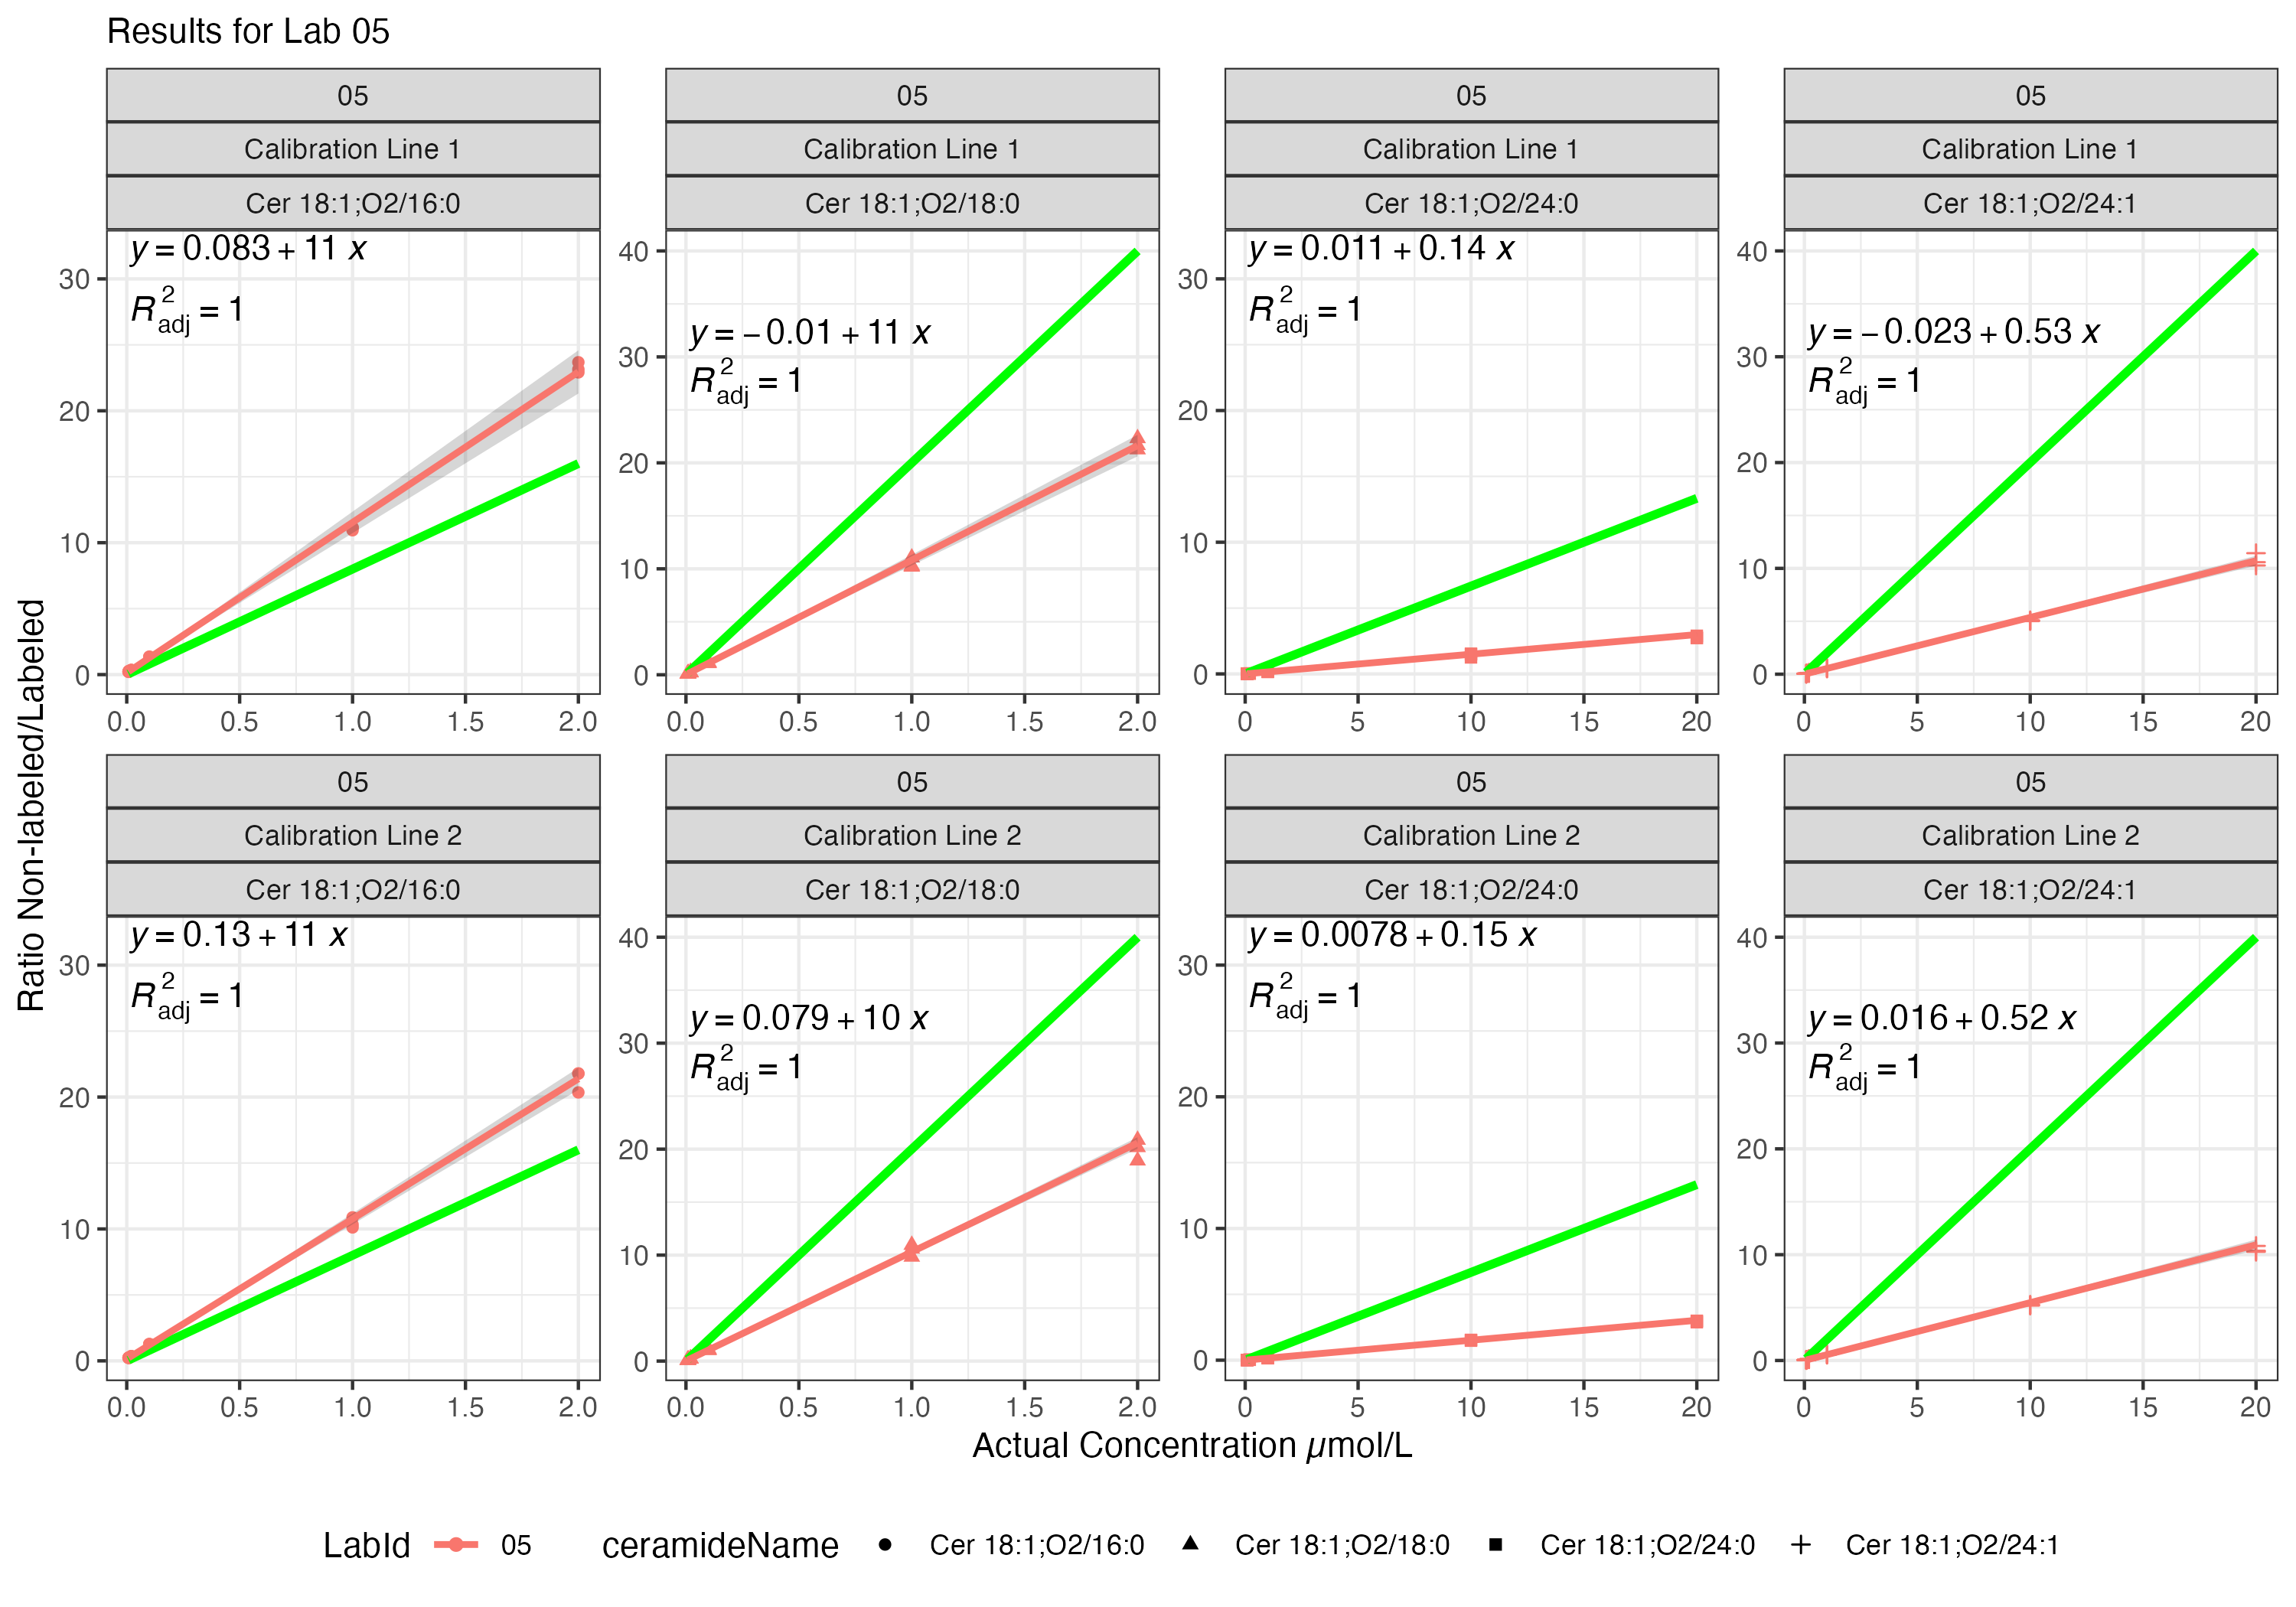 Results for Lab 05
05
05
05
05
Calibration Line 1
Calibration Line 1
Calibration Line 1
Calibration Line 1
Cer 18:1;O2/16:0
Cer 18:1;O2/18:0
Cer 18:1;O2/24:0
Cer 18:1;O2/24:1
y = 0.083 + 11 x
R²adj = 1
30
20
10
0
0.0 0.5 1.0 1.5 2.0
y = −0.01 + 11 x
R²adj = 1
40
30
20
10
0
0.0 0.5 1.0 1.5 2.0
y = 0.011 + 0.14 x
R²adj = 1
30
20
10
0
0 5 10 15 20
y = −0.023 + 0.53 x
R²adj = 1
40
30
20
10
0
0 5 10 15 20
05
05
05
05
Calibration Line 2
Calibration Line 2
Calibration Line 2
Calibration Line 2
Cer 18:1;O2/16:0
Cer 18:1;O2/18:0
Cer 18:1;O2/24:0
Cer 18:1;O2/24:1
y = 0.13 + 11 x
R²adj = 1
30
20
10
0
0.0 0.5 1.0 1.5 2.0
y = 0.079 + 10 x
R²adj = 1
40
30
20
10
0
0.0 0.5 1.0 1.5 2.0
y = 0.0078 + 0.15 x
R²adj = 1
30
20
10
0
0 5 10 15 20
y = 0.016 + 0.52 x
R²adj = 1
40
30
20
10
0
0 5 10 15 20
Ratio Non-labeled/Labeled
Actual Concentration µmol/L
LabId 05 ceramideName Cer 18:1;O2/16:0 Cer 18:1;O2/18:0 Cer 18:1;O2/24:0 Cer 18:1;O2/24:1